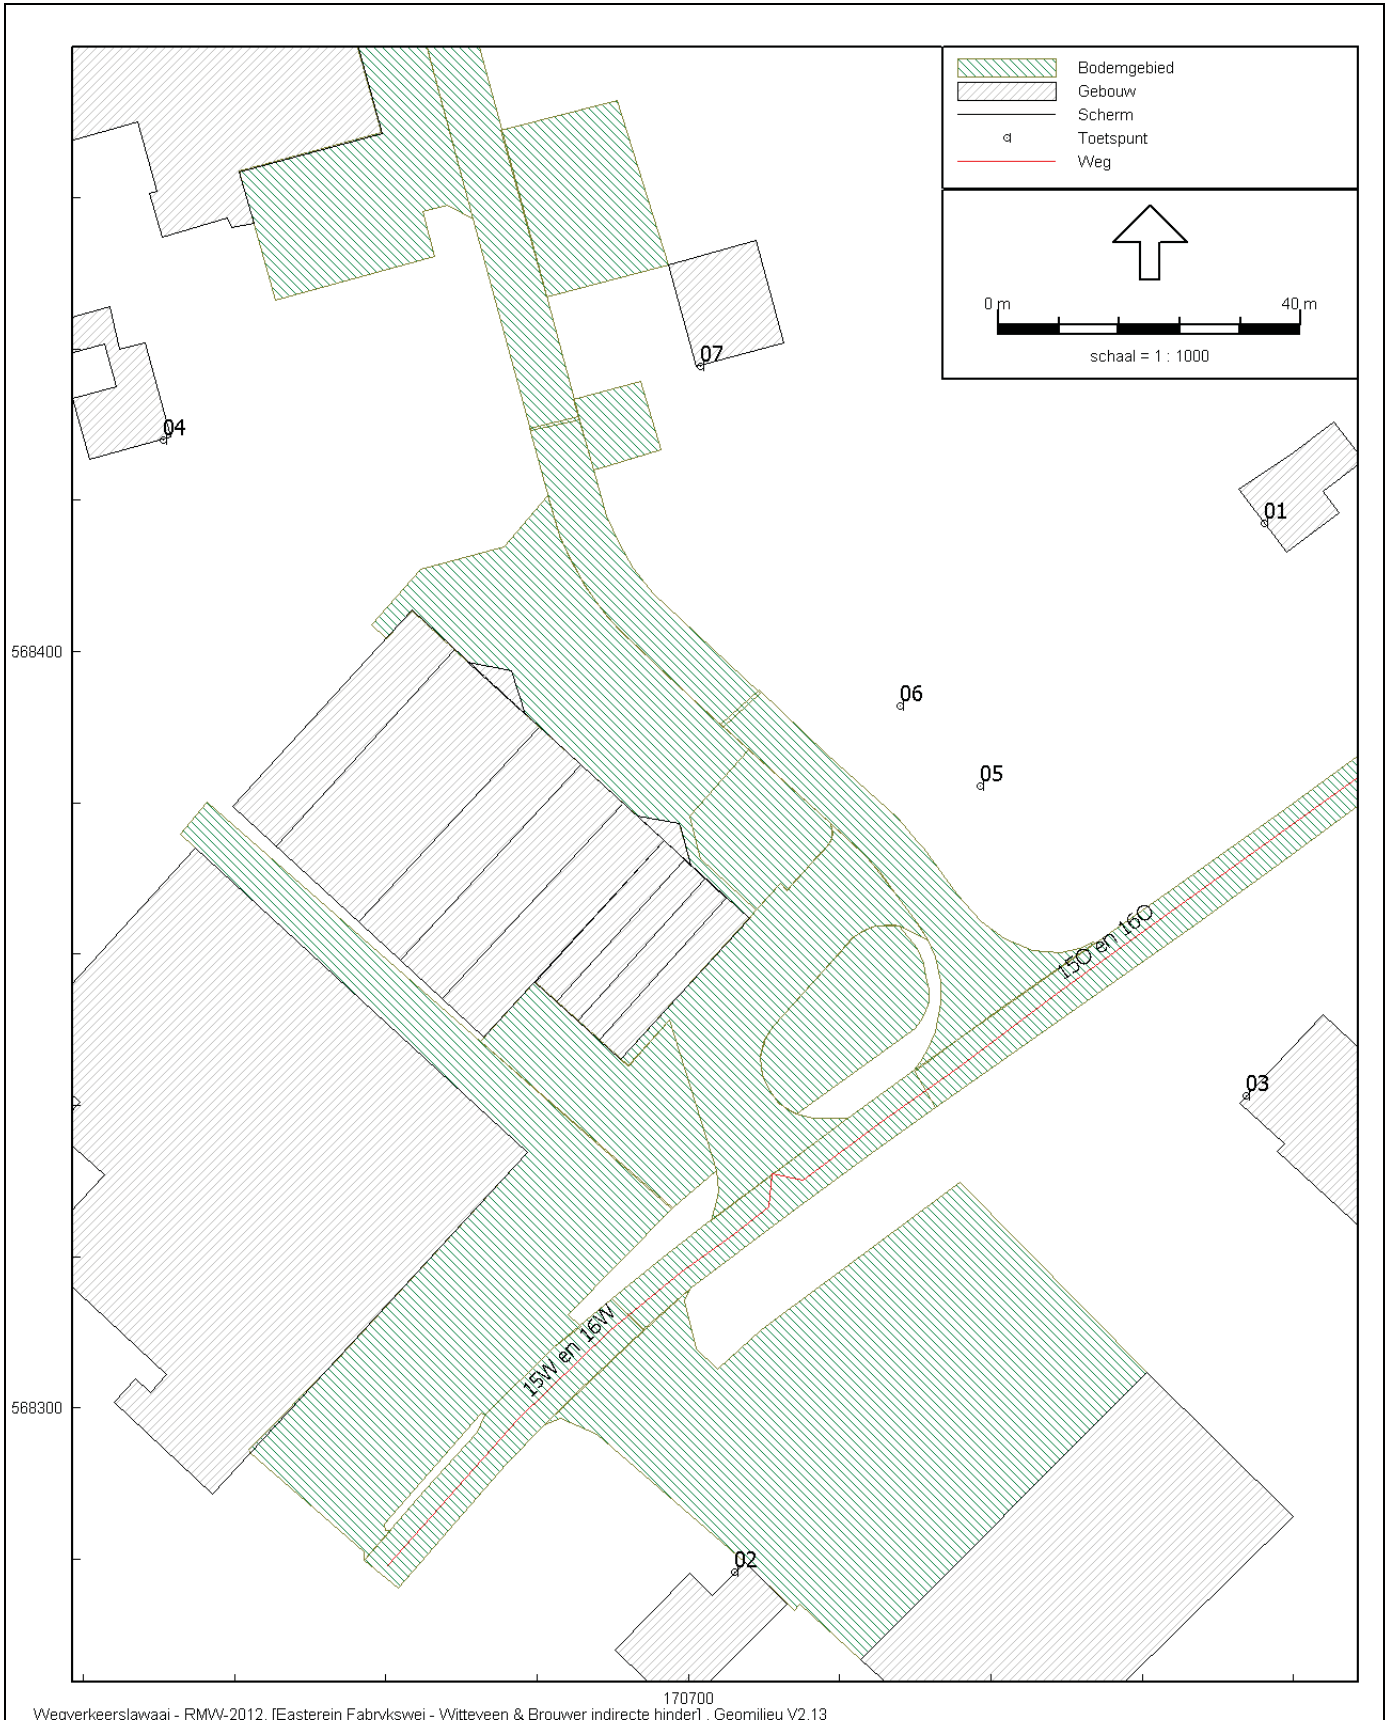 Bodemgebied
Gebouw
Scherm
Toetspunt
Weg
0 m 40 m
schaal = 1 : 1000
07
04
01
568400
06
05
15O en 16O
03
568300
15W en 16W
02
170700
Wegverkeerslawaai - RMW-2012, [Easterein Fabrykswei - Witteveen & Brouwer indirecte hinder] , Geomilieu V2.13